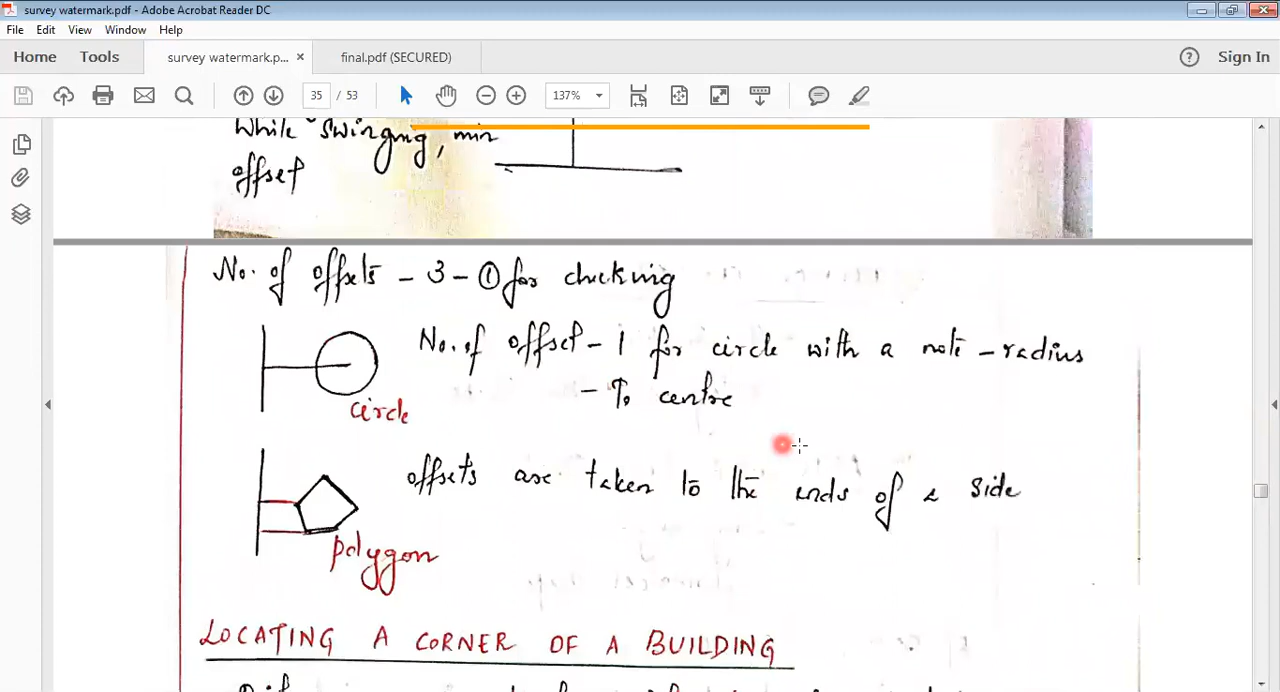 survey watermark.pdf - Adobe Acrobat Reader DC
File Edit View Window Help
Home Tools survey watermark.p... × final.pdf (SECURED) ? Sign In
35 / 53 137%
While swinging, min
offset
No. of offsets - 3 - ① for checking
No. of offset - 1 for circle with a note - radius
- To centre
circle
offsets are taken to the ends of a side
polygon
LOCATING A CORNER OF A BUILDING